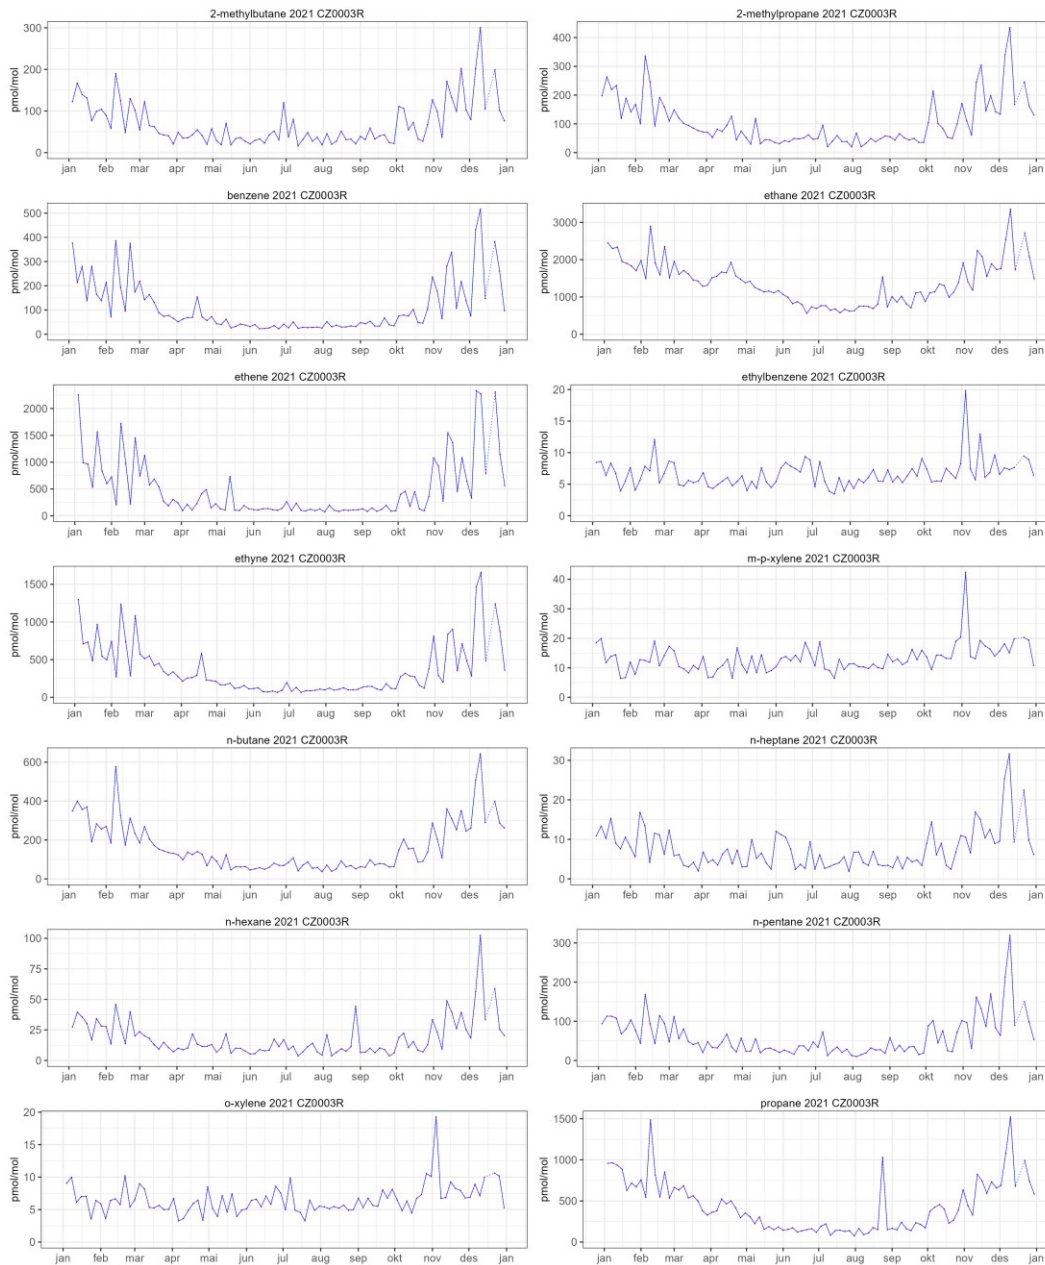 2-methylbutane 2021 CZ0003R
pmol/mol
300
200
100
0
jan feb mar apr mai jun jul aug sep okt nov des jan
2-methylpropane 2021 CZ0003R
400
300
200
100
0
jan feb mar apr mai jun jul aug sep okt nov des jan
benzene 2021 CZ0003R
pmol/mol
500
400
300
200
100
0
jan feb mar apr mai jun jul aug sep okt nov des jan
ethane 2021 CZ0003R
pmol/mol
3000
2000
1000
0
jan feb mar apr mai jun jul aug sep okt nov des jan
ethene 2021 CZ0003R
pmol/mol
2000
1500
1000
500
0
jan feb mar apr mai jun jul aug sep okt nov des jan
ethylbenzene 2021 CZ0003R
pmol/mol
20
15
10
5
0
jan feb mar apr mai jun jul aug sep okt nov des jan
ethyne 2021 CZ0003R
pmol/mol
1500
1000
500
0
jan feb mar apr mai jun jul aug sep okt nov des jan
m-p-xylene 2021 CZ0003R
pmol/mol
40
30
20
10
0
jan feb mar apr mai jun jul aug sep okt nov des jan
n-butane 2021 CZ0003R
pmol/mol
600
400
200
0
jan feb mar apr mai jun jul aug sep okt nov des jan
n-heptane 2021 CZ0003R
pmol/mol
30
20
10
0
jan feb mar apr mai jun jul aug sep okt nov des jan
n-hexane 2021 CZ0003R
pmol/mol
100
75
50
25
0
jan feb mar apr mai jun jul aug sep okt nov des jan
n-pentane 2021 CZ0003R
pmol/mol
300
200
100
0
jan feb mar apr mai jun jul aug sep okt nov des jan
o-xylene 2021 CZ0003R
pmol/mol
20
15
10
5
0
jan feb mar apr mai jun jul aug sep okt nov des jan
propane 2021 CZ0003R
pmol/mol
1500
1000
500
0
jan feb mar apr mai jun jul aug sep okt nov des jan